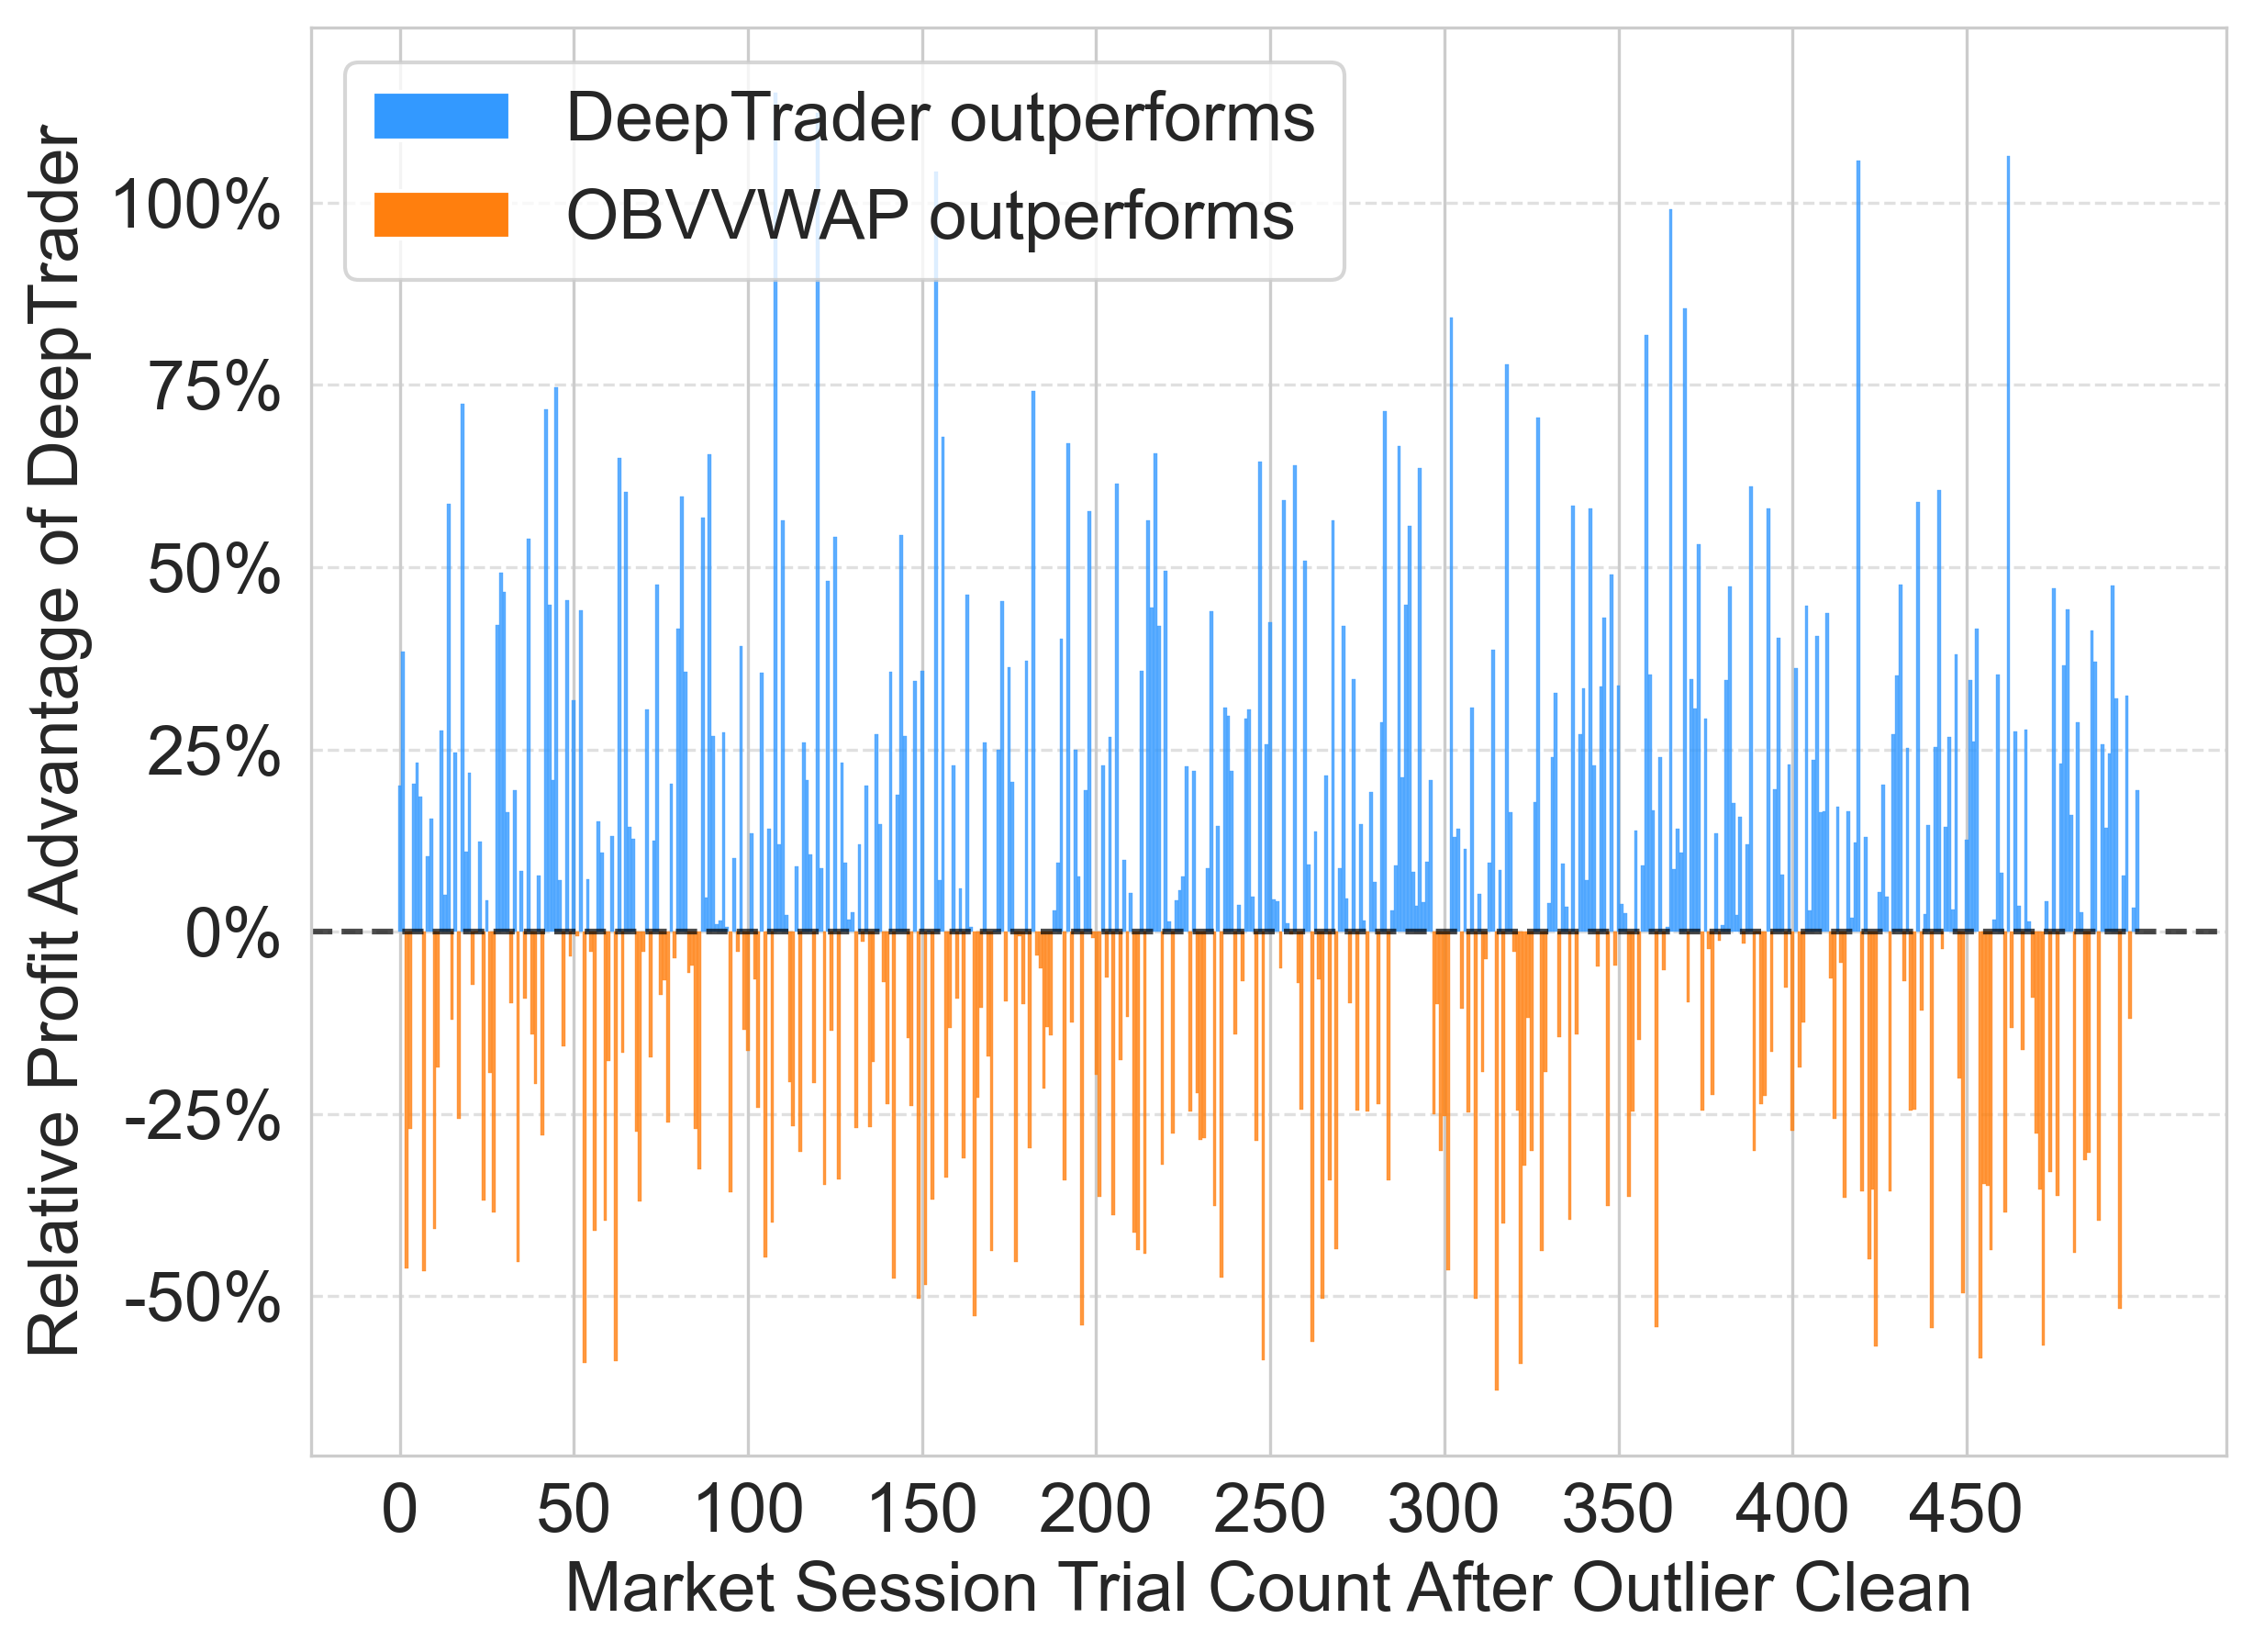 DeepTrader outperforms
OBVVWAP outperforms
Relative Profit Advantage of DeepTrader
100%
75%
50%
25%
0%
-25%
-50%
0 50 100 150 200 250 300 350 400 450
Market Session Trial Count After Outlier Clean